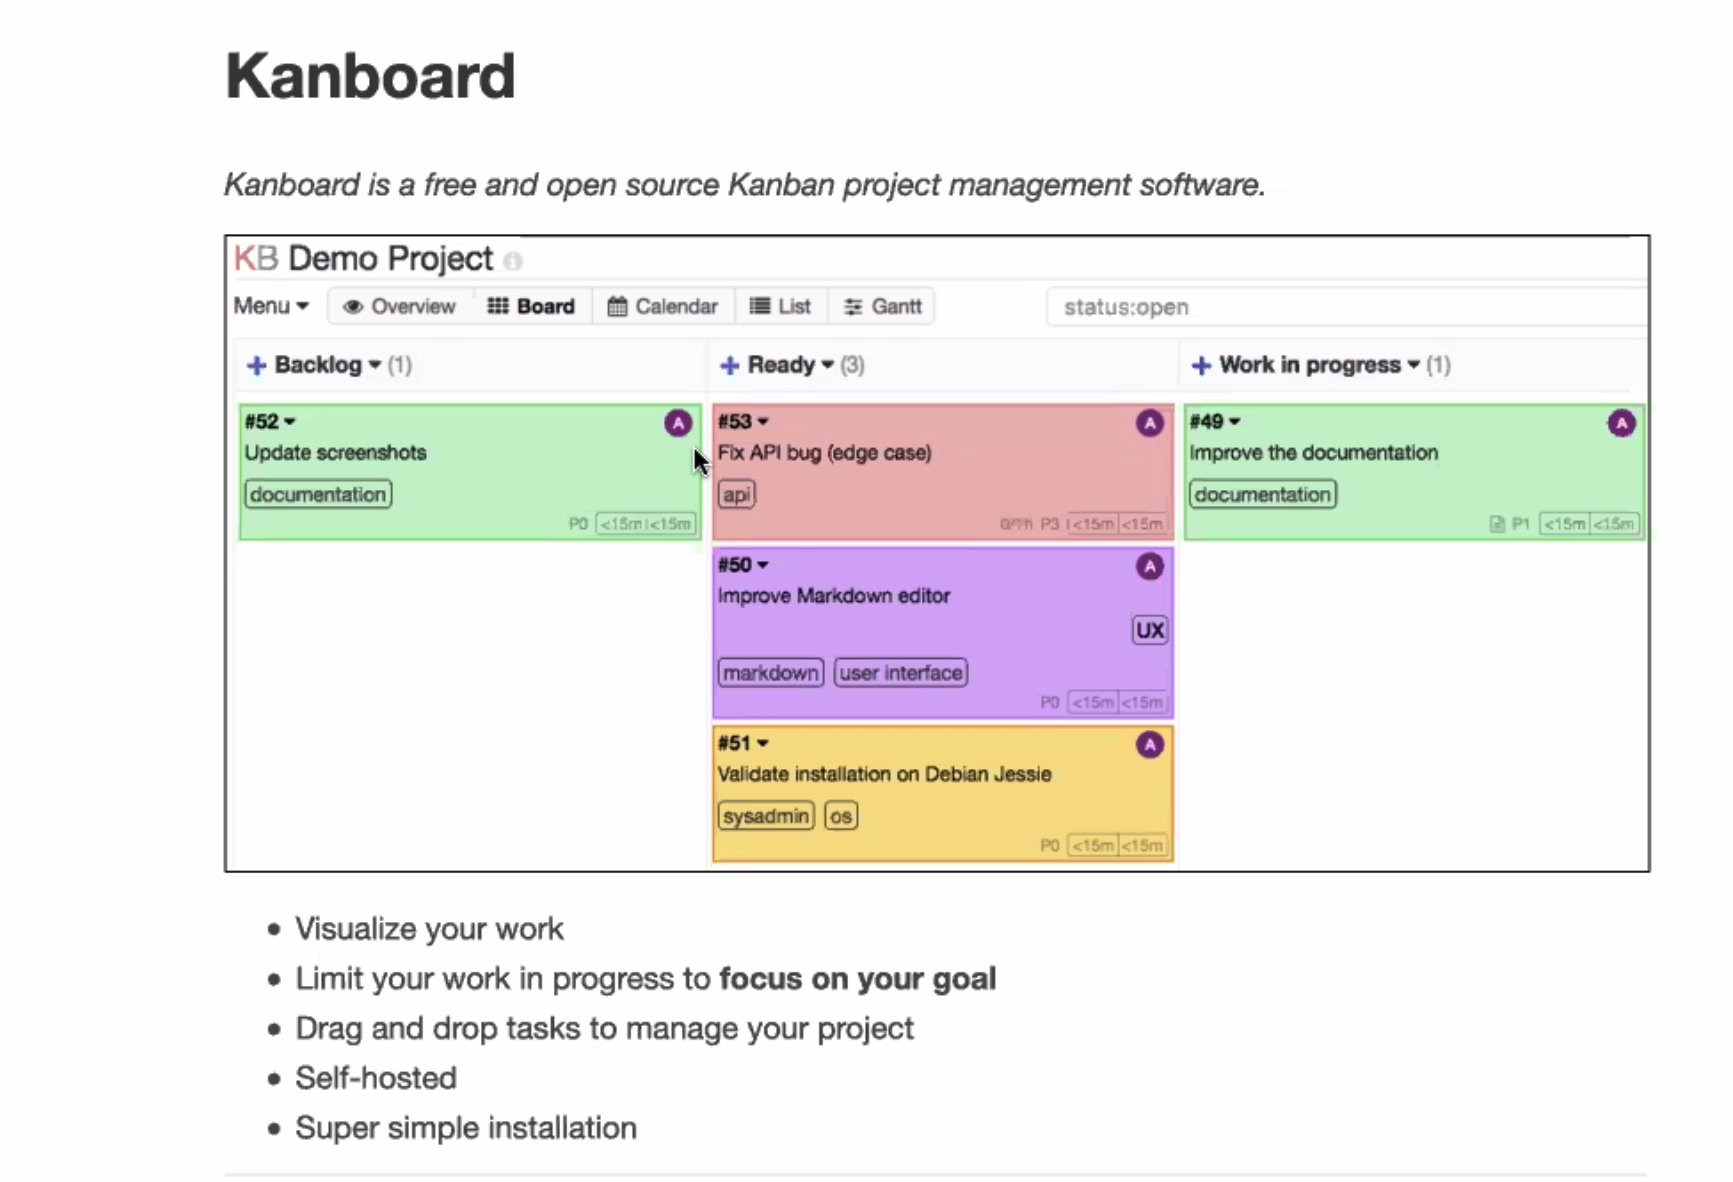 Kanboard
Kanboard is a free and open source Kanban project management software.
KB Demo Project
Menu Overview Board Calendar List Gantt status:open
+ Backlog (1) + Ready (3) + Work in progress (1)
#52 A
Update screenshots
documentation
P0 <15m <15m
#53 A
Fix API bug (edge case)
api
P3 <15m <15m
#50 A
Improve Markdown editor
UX
markdown user interface
P0 <15m <15m
#51 A
Validate installation on Debian Jessie
sysadmin os
P0 <15m <15m
#49 A
Improve the documentation
documentation
P1 <15m <15m
• Visualize your work
• Limit your work in progress to focus on your goal
• Drag and drop tasks to manage your project
• Self-hosted
• Super simple installation